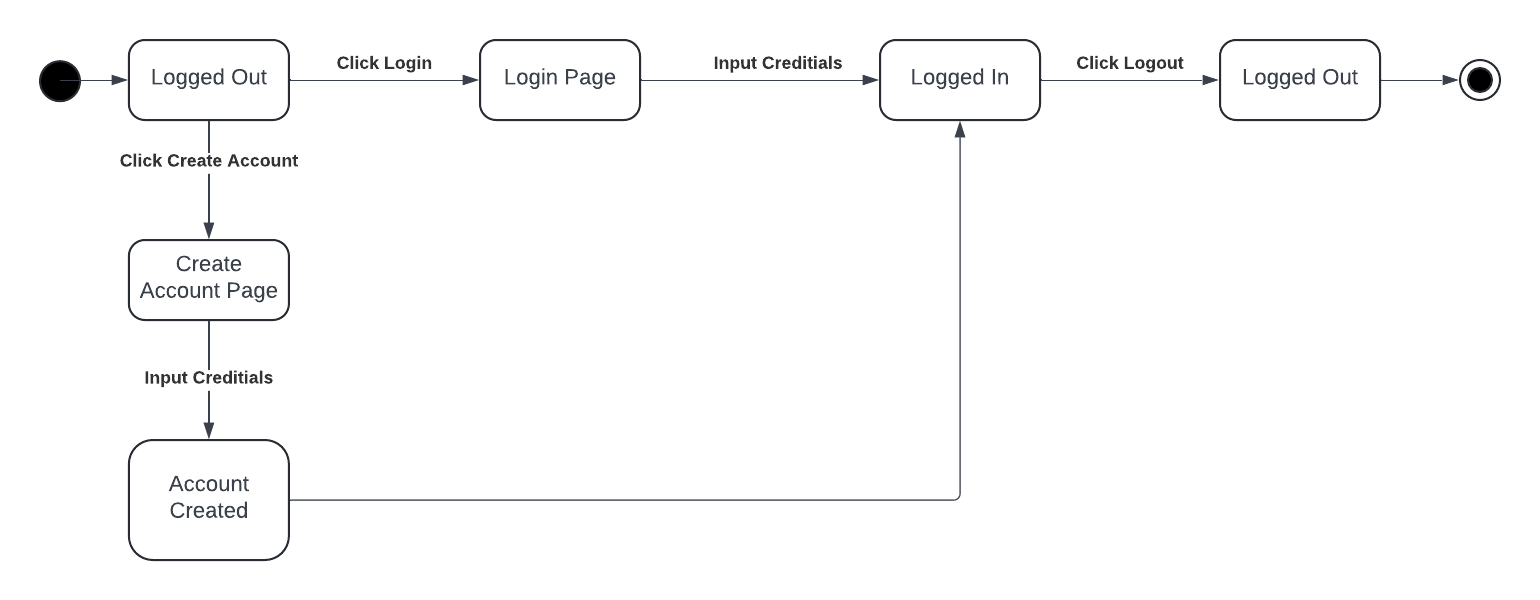 Logged Out
Click Login
Login Page
Input Creditials
Logged In
Click Logout
Logged Out
Click Create Account
Create
Account Page
Input Creditials
Account
Created